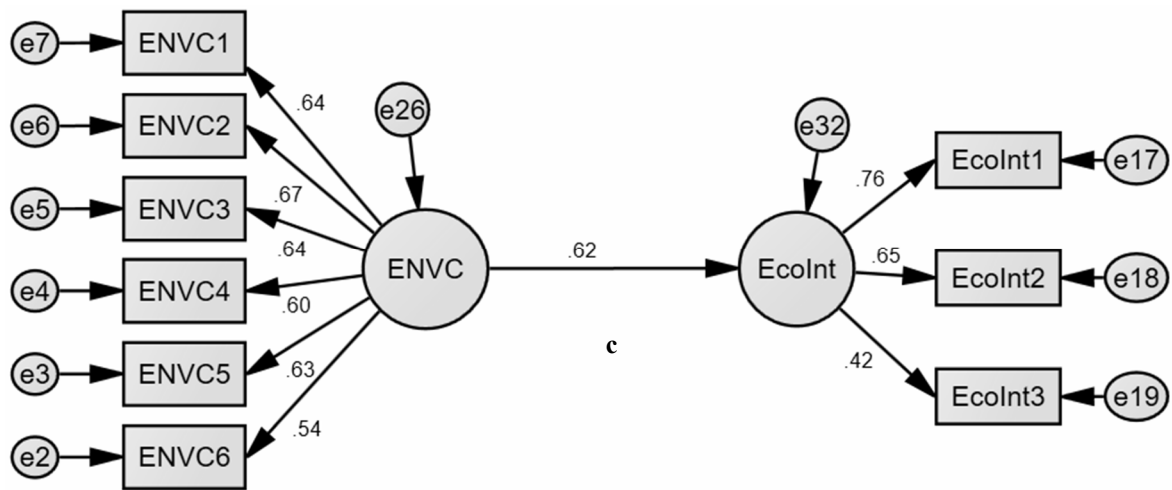 e7
ENVC1
.64
e6
ENVC2
.67
e5
ENVC3
.64
e4
ENVC4
.60
e3
ENVC5
.63
e2
ENVC6
.54
e26
ENVC
.62
c
e32
EcoInt
.76
EcoInt1
e17
.65
EcoInt2
e18
.42
EcoInt3
e19